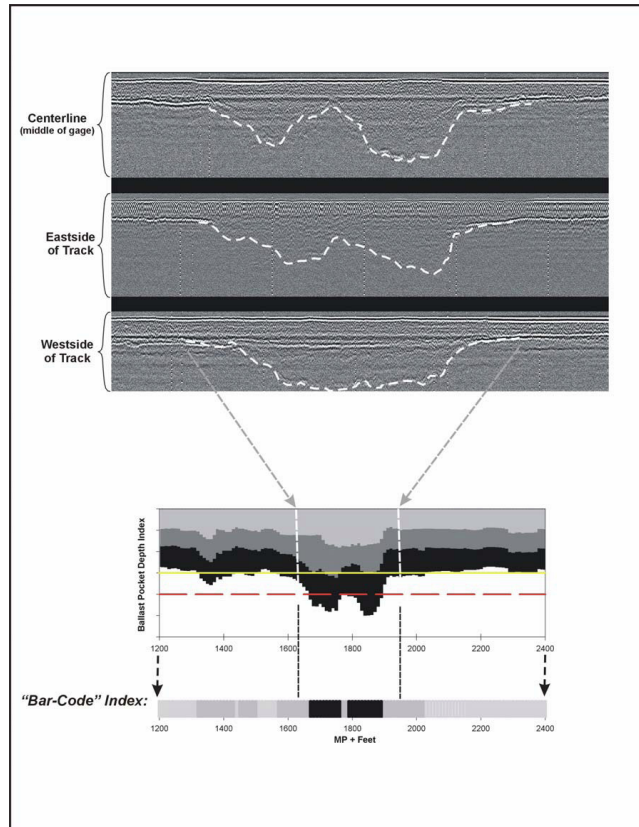 Centerline
(middle of gage)
Eastside
of Track
Westside
of Track
Ballast Pocket Depth Index
1200 1400 1600 1800 2000 2200 2400
"Bar-Code" Index:
1200 1400 1600 1800 2000 2200 2400
MP + Feet